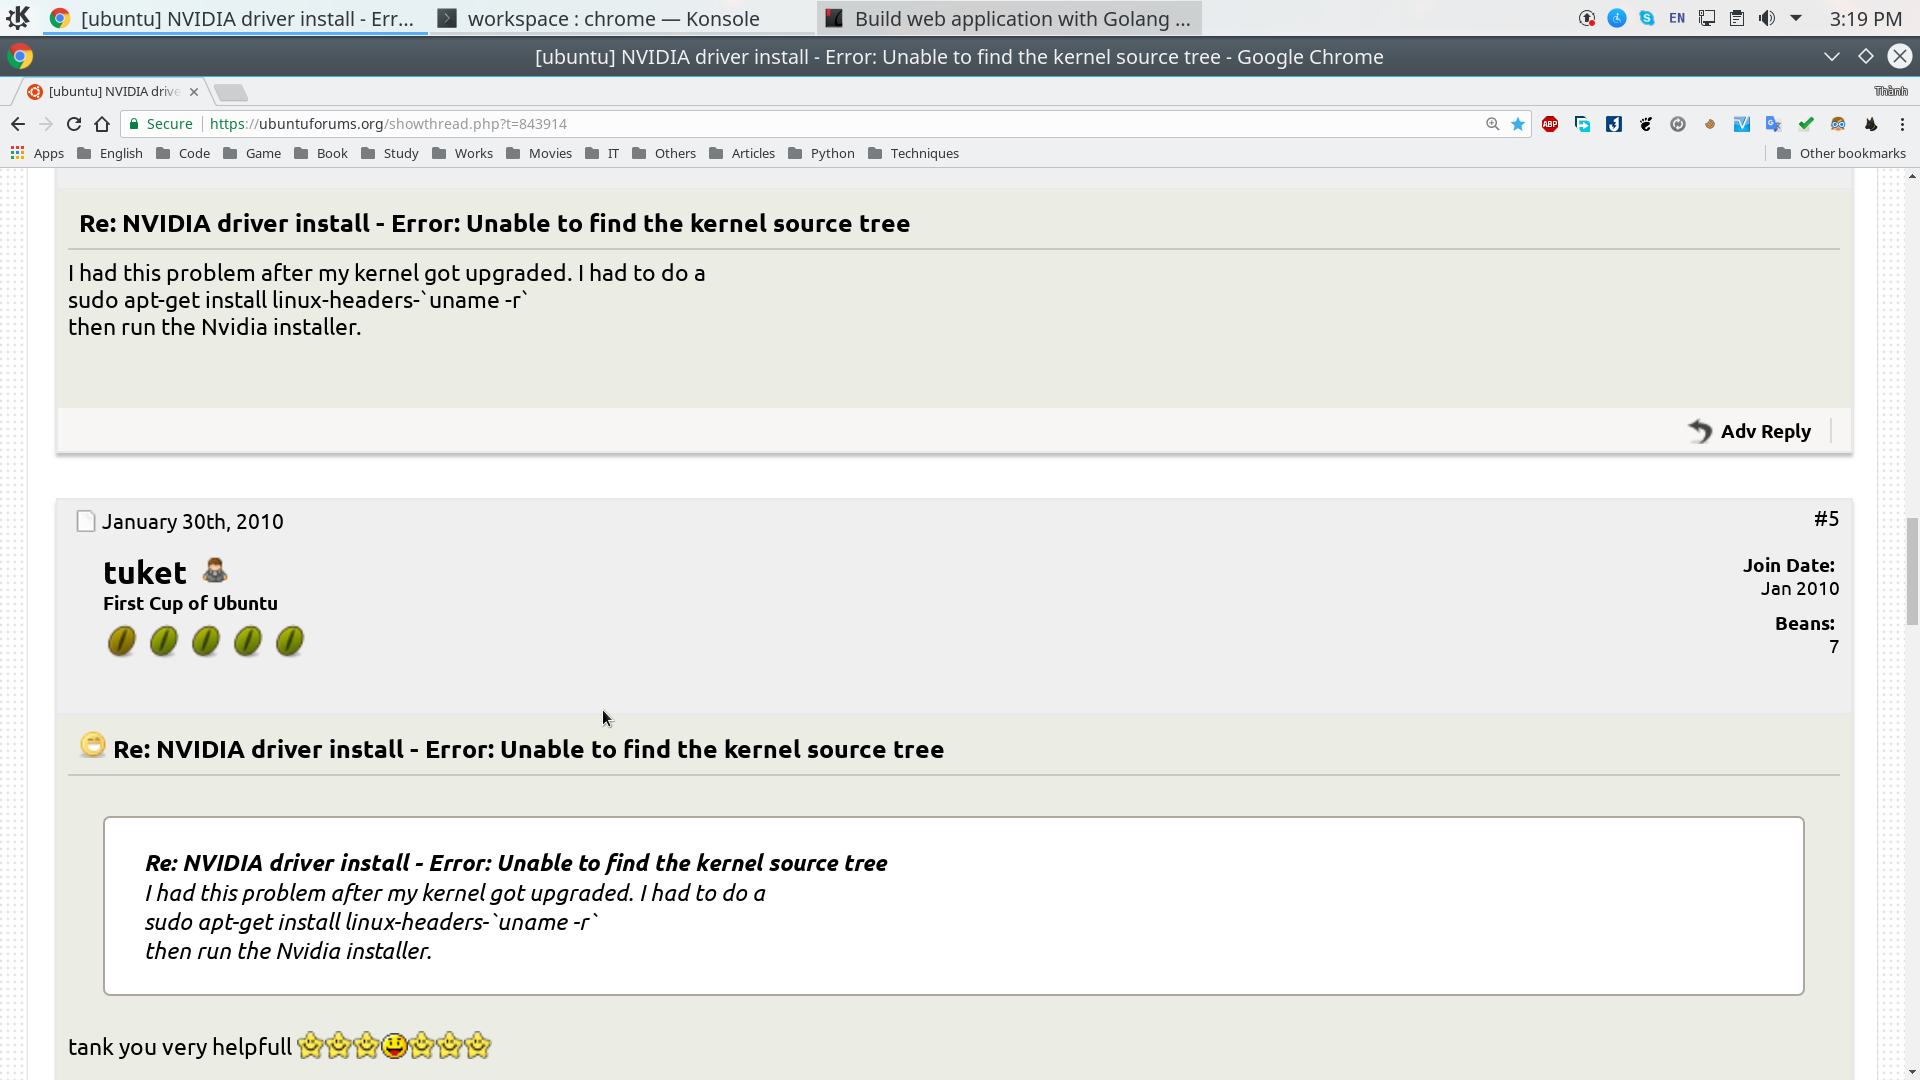 [ubuntu] NVIDIA driver install - Err...
workspace : chrome — Konsole
Build web application with Golang ...
EN
3:19 PM
[ubuntu] NVIDIA driver install - Error: Unable to find the kernel source tree - Google Chrome
[ubuntu] NVIDIA drive
Thành
Secure
https://ubuntuforums.org/showthread.php?t=843914
ABP
Apps
English
Code
Game
Book
Study
Works
Movies
IT
Others
Articles
Python
Techniques
Other bookmarks
Re: NVIDIA driver install - Error: Unable to find the kernel source tree
I had this problem after my kernel got upgraded. I had to do a
sudo apt-get install linux-headers-`uname -r`
then run the Nvidia installer.
Adv Reply
January 30th, 2010
#5
tuket
First Cup of Ubuntu
Join Date:
Jan 2010
Beans:
7
Re: NVIDIA driver install - Error: Unable to find the kernel source tree
Re: NVIDIA driver install - Error: Unable to find the kernel source tree
I had this problem after my kernel got upgraded. I had to do a
sudo apt-get install linux-headers-`uname -r`
then run the Nvidia installer.
tank you very helpfull